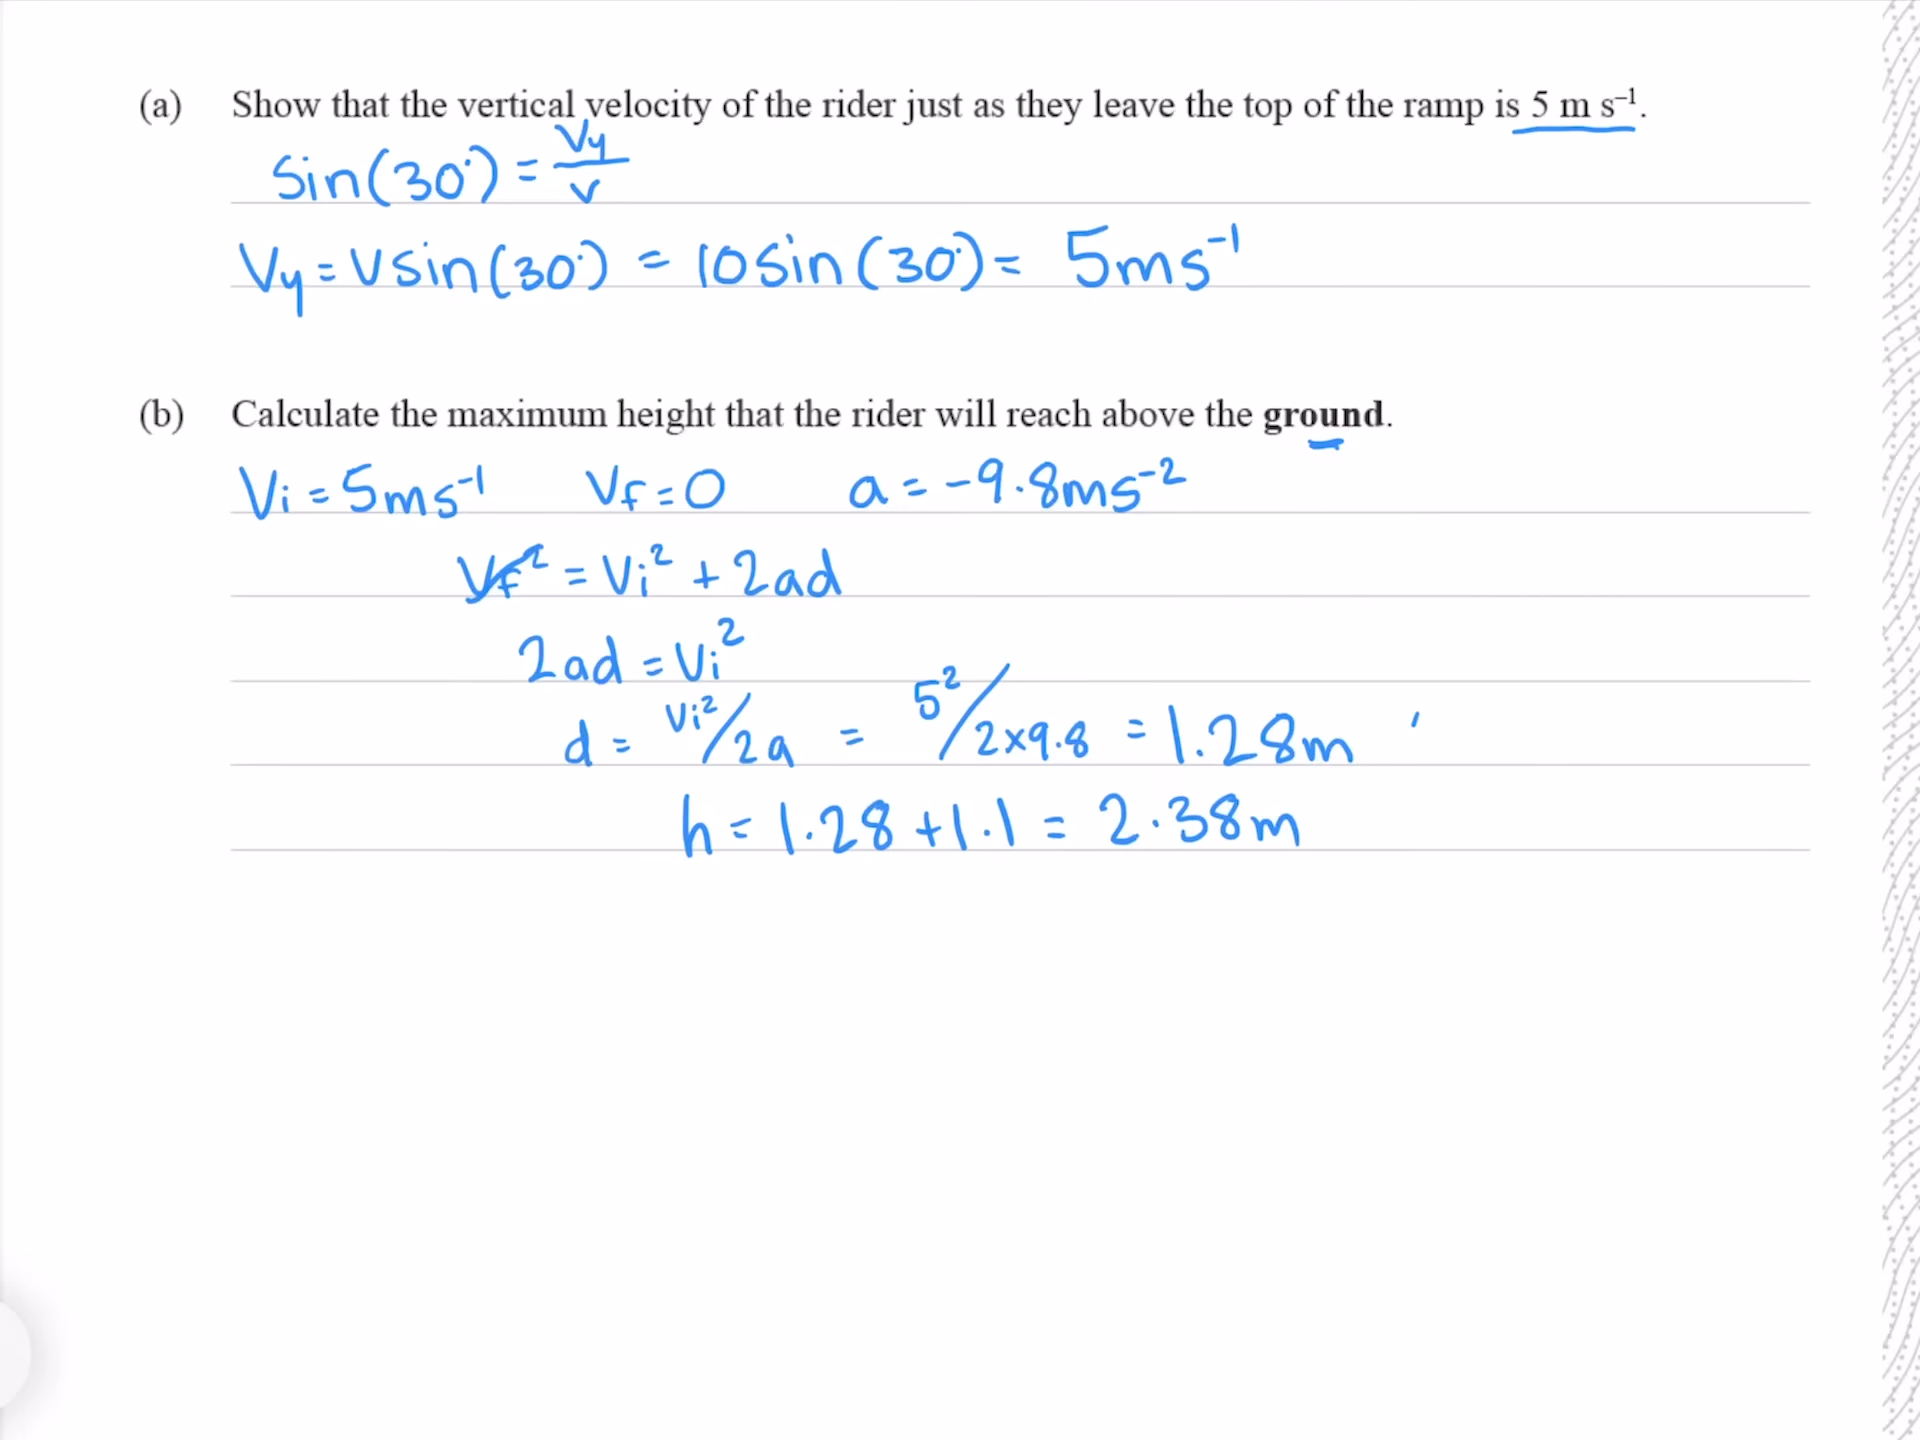 (a) Show that the vertical velocity of the rider just as they leave the top of the ramp is 5 m s⁻¹.
Sin(30°) = Vy/V
Vy = V sin(30°) = 10 sin(30°) = 5ms⁻¹
(b) Calculate the maximum height that the rider will reach above the ground.
Vi = 5ms⁻¹ Vf = 0 a = -9.8ms⁻²
Vf² = Vi² + 2ad
2ad = Vi²
d = Vi²/2a = 5²/2×9.8 = 1.28m
h = 1.28 + 1.1 = 2.38m